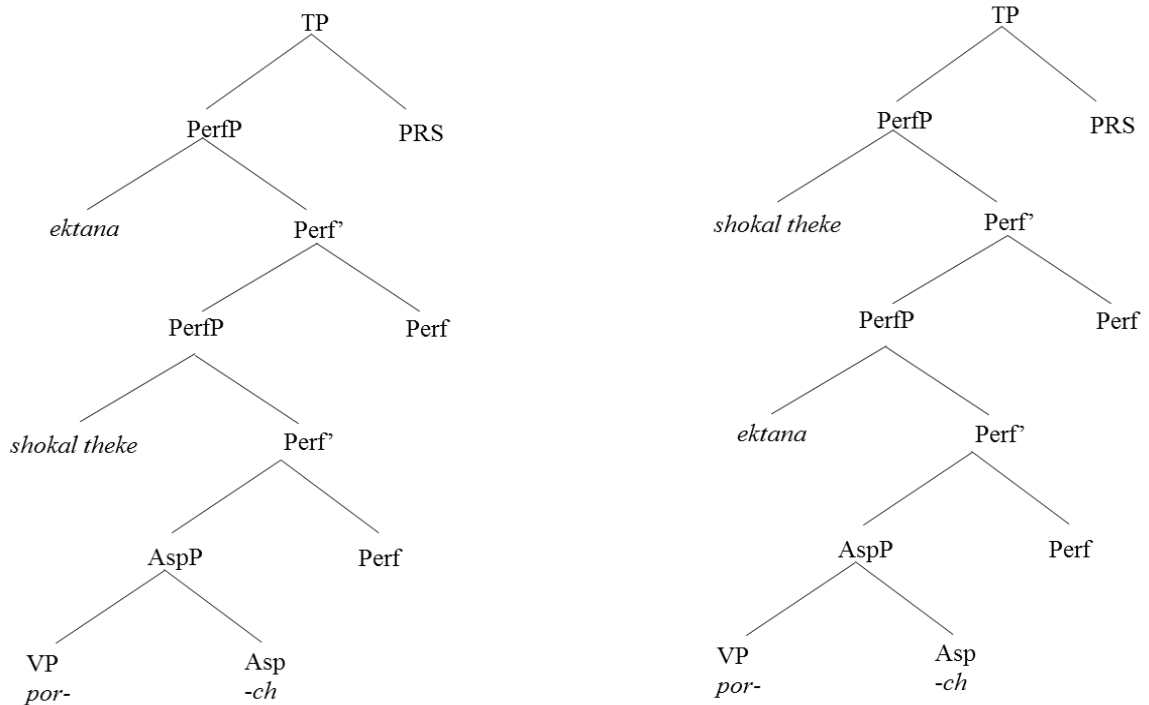 TP
PerfP
PRS
ektana
Perf’
PerfP
Perf
shokal theke
Perf’
AspP
Perf
VP
Asp
por-
-ch
TP
PerfP
PRS
shokal theke
Perf’
PerfP
Perf
ektana
Perf’
AspP
Perf
VP
Asp
por-
-ch